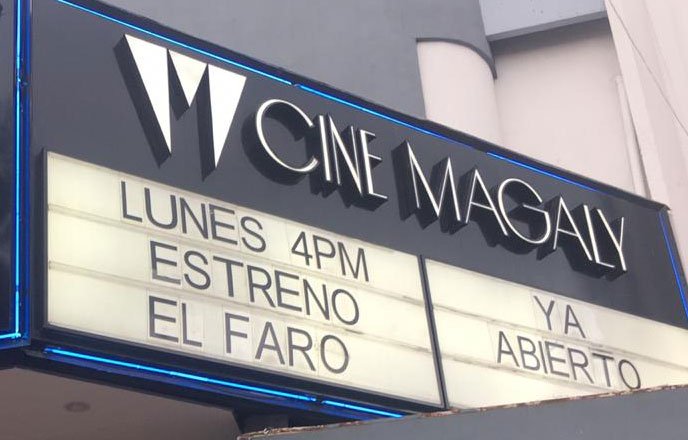 CINE MAGALY
LUNES 4PM
ESTRENO
EL FARO
YA
ABIERTO